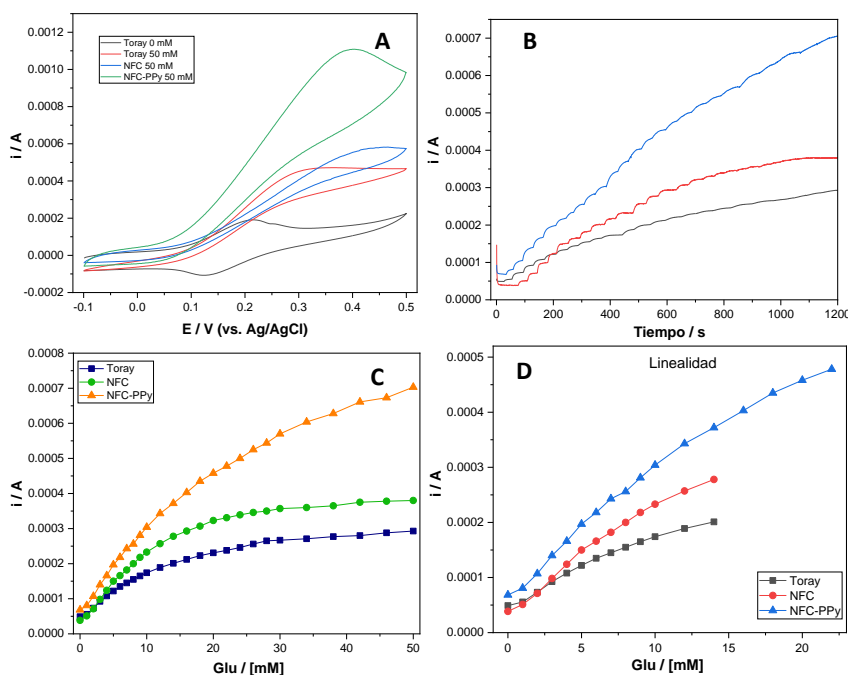 A
Toray 0 mM
Toray 50 mM
NFC 50 mM
NFC-PPy 50 mM
0.0012
0.0010
0.0008
0.0006
0.0004
0.0002
0.0000
-0.0002
i / A
-0.1 0.0 0.1 0.2 0.3 0.4 0.5
E / V (vs. Ag/AgCl)
B
0.0007
0.0006
0.0005
0.0004
0.0003
0.0002
0.0001
0.0000
i / A
0 200 400 600 800 1000 1200
Tiempo / s
C
Toray
NFC
NFC-PPy
0.0008
0.0007
0.0006
0.0005
0.0004
0.0003
0.0002
0.0001
0.0000
i / A
0 10 20 30 40 50
Glu / [mM]
D
Linealidad
0.0005
0.0004
0.0003
0.0002
0.0001
0.0000
i / A
Toray
NFC
NFC-PPy
0 5 10 15 20
Glu / [mM]